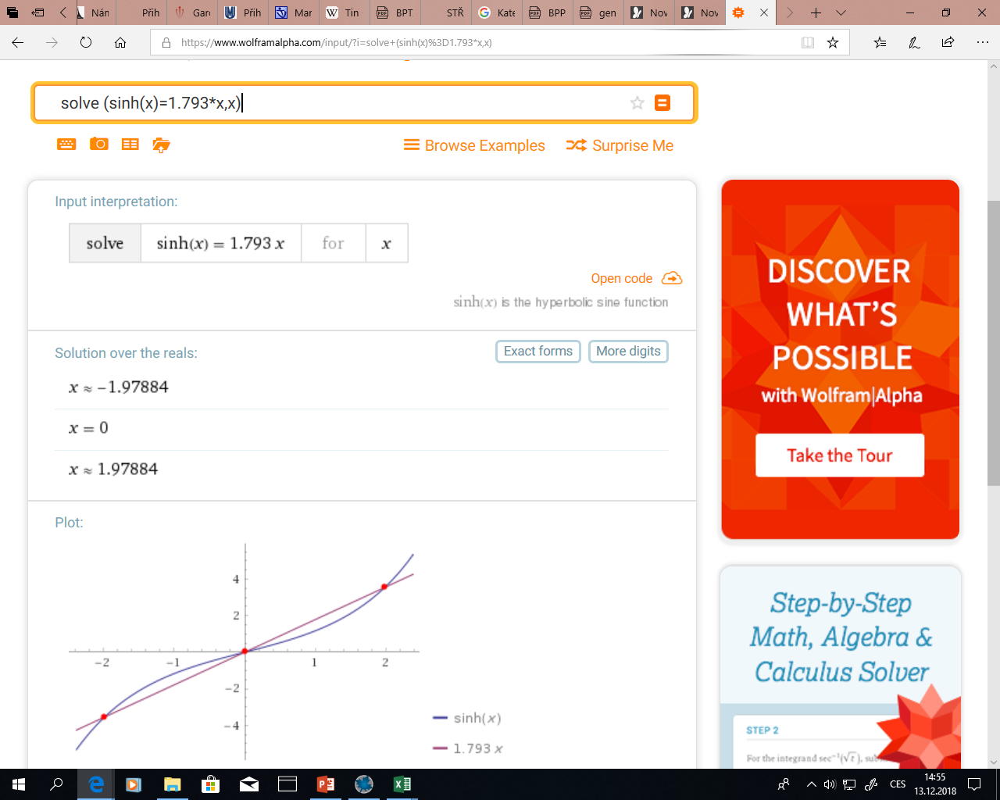 Nán
Přih
Garc
Přih
Mar
Tin
BPT
STŘ
Kate
BPP
gen
Nov
Nov
https://www.wolframalpha.com/input/?i=solve+(sinh(x)%3D1.793*x,x)
solve (sinh(x)=1.793*x,x)
Browse Examples Surprise Me
Input interpretation:
solve sinh(x) = 1.793 x for x
Open code
sinh(x) is the hyperbolic sine function
Solution over the reals: Exact forms More digits
x ≈ −1.97884
x = 0
x ≈ 1.97884
Plot:
4
2
−2 −1 1 2
−2
−4
sinh(x)
1.793 x
DISCOVER
WHAT'S
POSSIBLE
with Wolfram|Alpha
Take the Tour
Step-by-Step
Math, Algebra &
Calculus Solver
STEP 2
For the integrand sec⁻¹(√t), sub
CES
14:55
13.12.2018